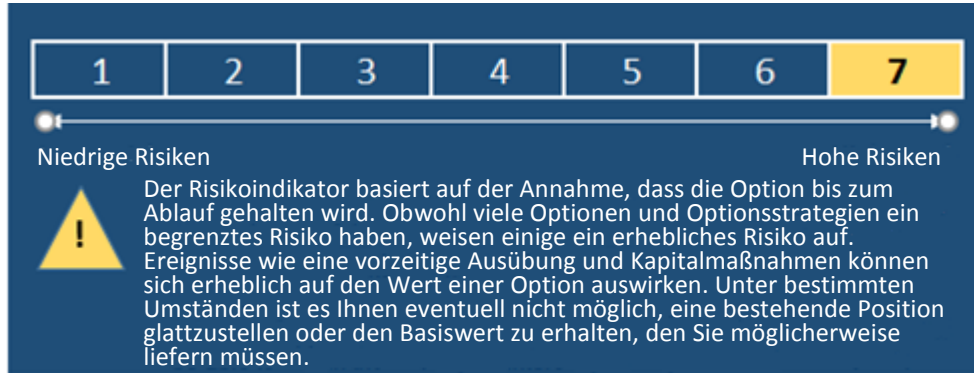 1 2 3 4 5 6 7
Niedrige Risiken Hohe Risiken
Der Risikoindikator basiert auf der Annahme, dass die Option bis zum
Ablauf gehalten wird. Obwohl viele Optionen und Optionsstrategien ein
! begrenztes Risiko haben, weisen einige ein erhebliches Risiko auf.
Ereignisse wie eine vorzeitige Ausübung und Kapitalmaßnahmen können
sich erheblich auf den Wert einer Option auswirken. Unter bestimmten
Umständen ist es Ihnen eventuell nicht möglich, eine bestehende Position
glattzustellen oder den Basiswert zu erhalten, den Sie möglicherweise
liefern müssen.